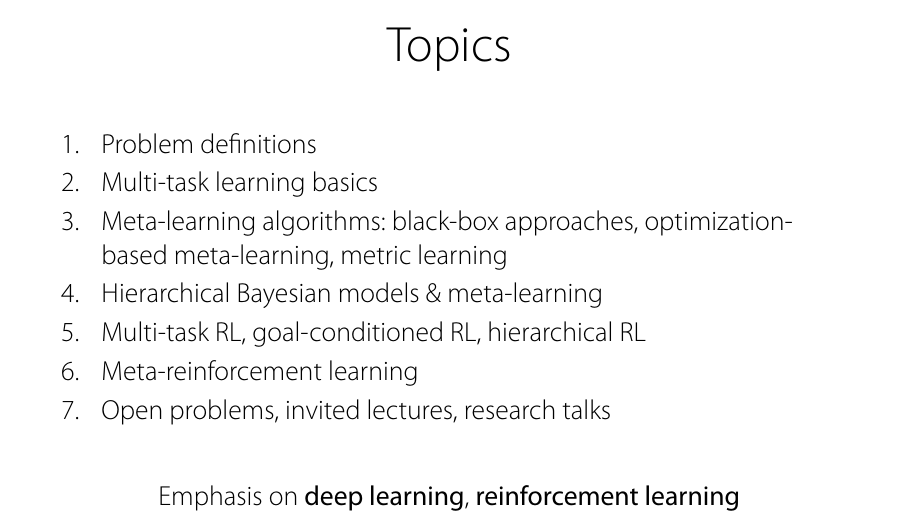 Topics
1. Problem definitions
2. Multi-task learning basics
3. Meta-learning algorithms: black-box approaches, optimization-
based meta-learning, metric learning
4. Hierarchical Bayesian models & meta-learning
5. Multi-task RL, goal-conditioned RL, hierarchical RL
6. Meta-reinforcement learning
7. Open problems, invited lectures, research talks
Emphasis on deep learning, reinforcement learning